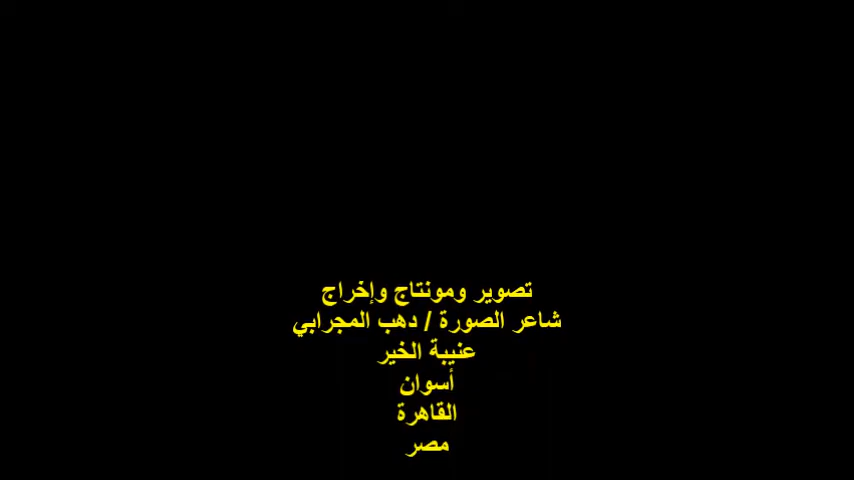 تصوير ومونتاج وإخراج
شاعر الصورة / دهب المجرابي
عنيبة الخير
أسوان
القاهرة
مصر